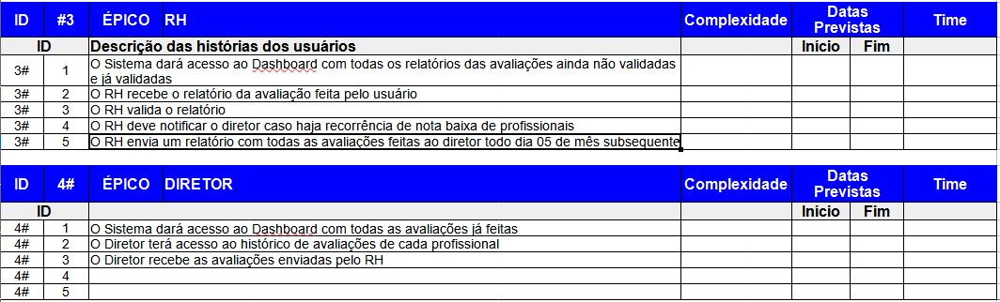 ID #3 ÉPICO RH Complexidade Datas Previstas Time
ID Descrição das histórias dos usuários Início Fim
3# 1 O Sistema dará acesso ao Dashboard com todas os relatórios das avaliações ainda não validadas
e já validadas
3# 2 O RH recebe o relatório da avaliação feita pelo usuário
3# 3 O RH valida o relatório
3# 4 O RH deve notificar o diretor caso haja recorrência de nota baixa de profissionais
3# 5 O RH envia um relatório com todas as avaliações feitas ao diretor todo dia 05 de mês subsequente
ID 4# ÉPICO DIRETOR Complexidade Datas Previstas Time
ID Início Fim
4# 1 O Sistema dará acesso ao Dashboard com todas as avaliações já feitas
4# 2 O Diretor terá acesso ao histórico de avaliações de cada profissional
4# 3 O Diretor recebe as avaliações enviadas pelo RH
4# 4
4# 5